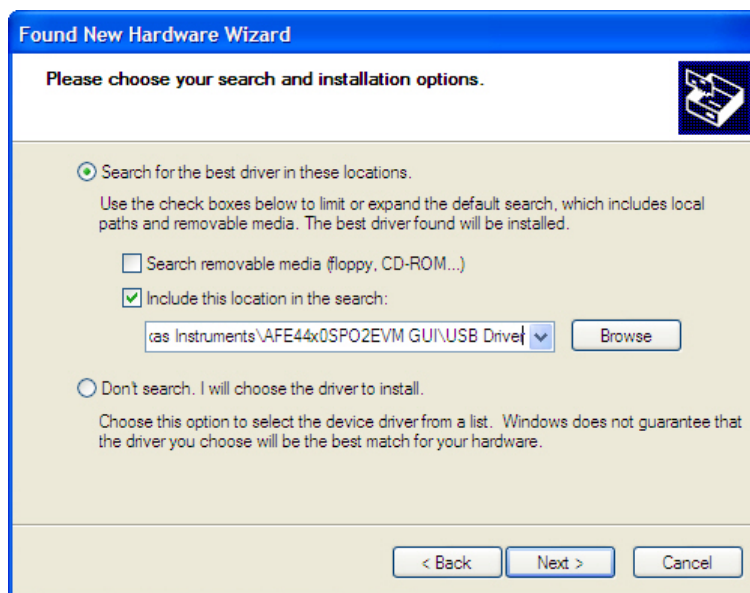 Found New Hardware Wizard
Please choose your search and installation options.
Search for the best driver in these locations.
Use the check boxes below to limit or expand the default search, which includes local
paths and removable media. The best driver found will be installed.
Search removable media (floppy, CD-ROM...)
Include this location in the search:
as Instruments\AFE44x0SPO2EVM GUI\USB Driver
Browse
Don't search. I will choose the driver to install.
Choose this option to select the device driver from a list. Windows does not guarantee that
the driver you choose will be the best match for your hardware.
< Back
Next >
Cancel